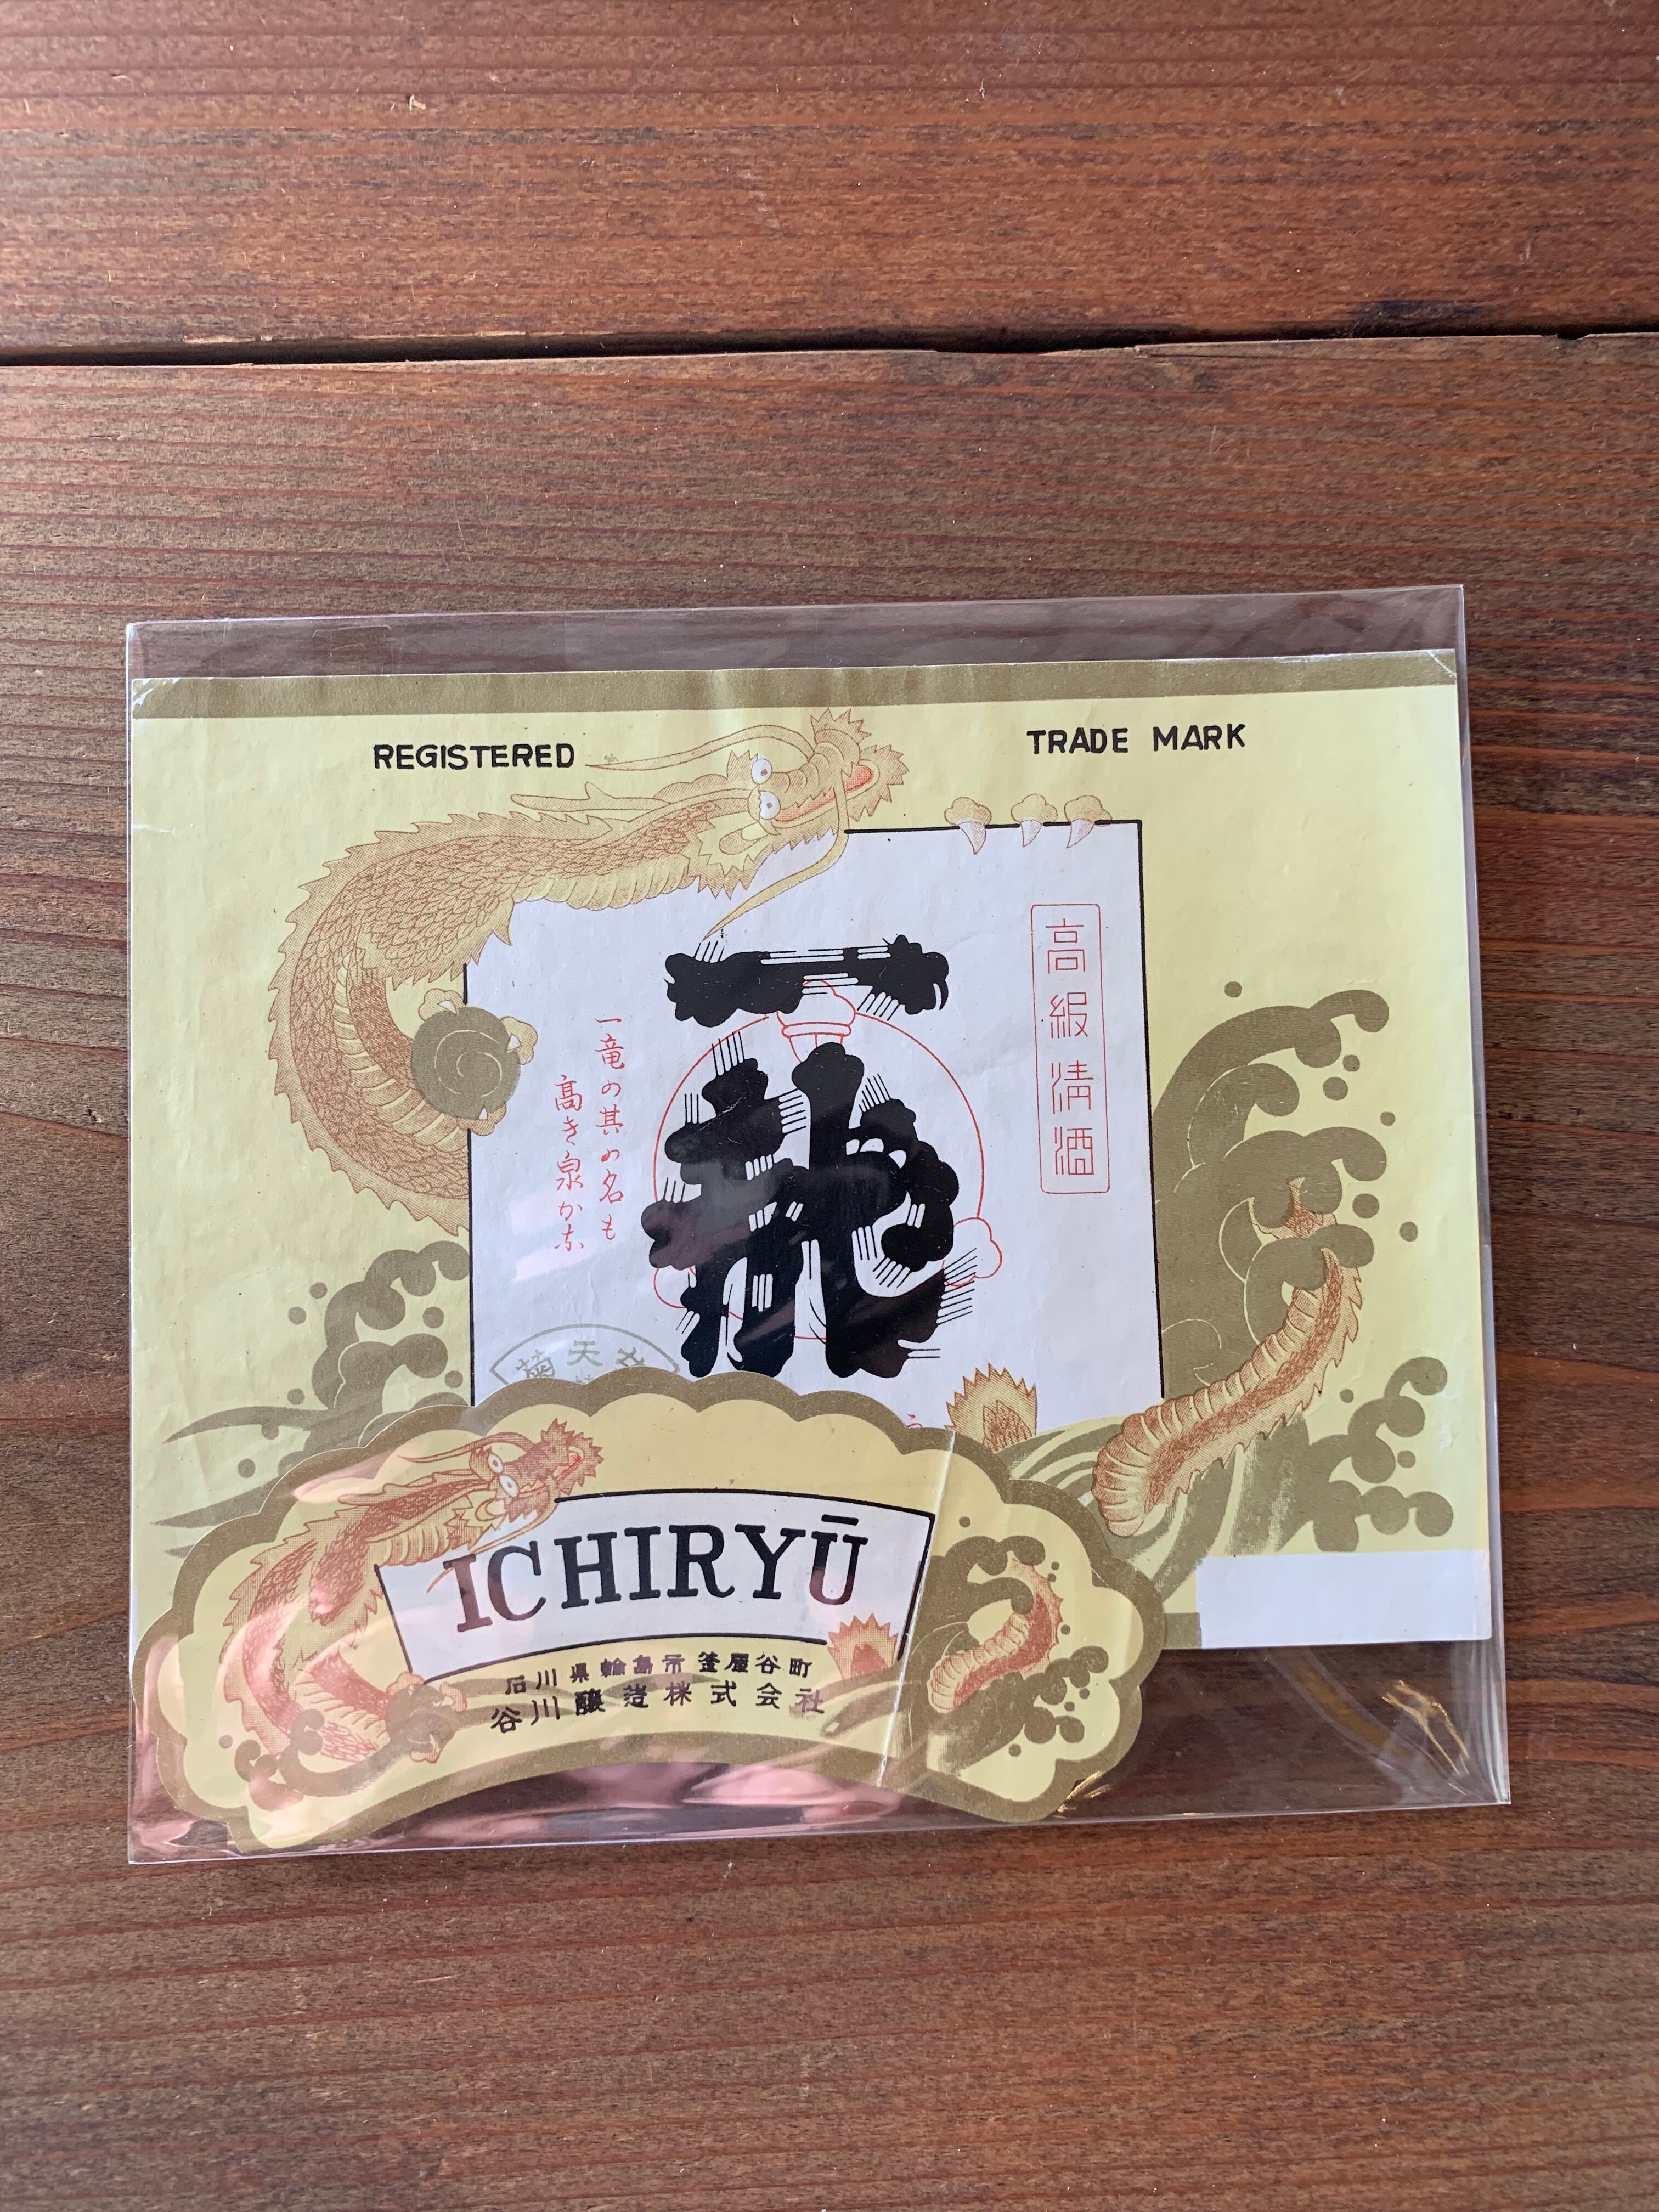 REGISTERED
TRADE MARK
高級清酒
一龍
一竜の其の名も
高き泉かな
ICHIRYŪ
石川県輪島市釜屋谷町
谷川醸造株式会社